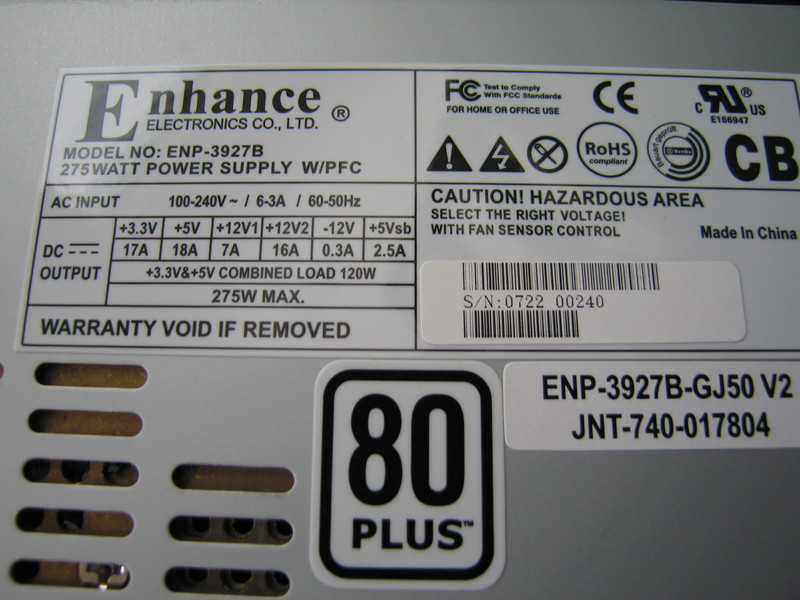 Enhance ®
ELECTRONICS CO., LTD.
MODEL NO: ENP-3927B
275WATT POWER SUPPLY W/PFC
AC INPUT 100-240V~ / 6-3A / 60-50Hz
DC OUTPUT
+3.3V +5V +12V1 +12V2 -12V +5Vsb
17A 18A 7A 16A 0.3A 2.5A
+3.3V&+5V COMBINED LOAD 120W
275W MAX.
WARRANTY VOID IF REMOVED
FC Test to Comply
With FCC Standards
FOR HOME OR OFFICE USE
CE
c RU ® US
E166947
RoHS
compliant
Bauart geprüft
CB
CAUTION! HAZARDOUS AREA
SELECT THE RIGHT VOLTAGE!
WITH FAN SENSOR CONTROL
Made In China
S/N:0722 00240
80
PLUS™
ENP-3927B-GJ50 V2
JNT-740-017804